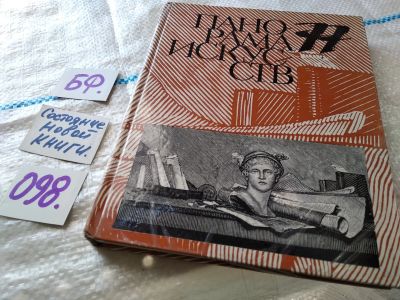 ПАНО
РАМА
ИСКУС
СТВ
11
БФ.
Состояние
новой
книги.
098.